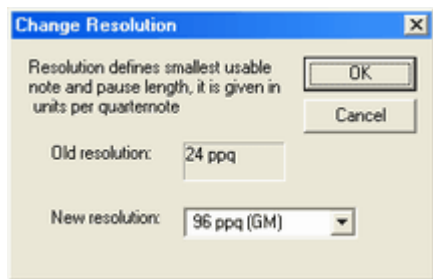 Change Resolution
Resolution defines smallest usable
note and pause length, it is given in
units per quarternote
OK
Cancel
Old resolution: 24 ppq
New resolution: 96 ppq (GM)